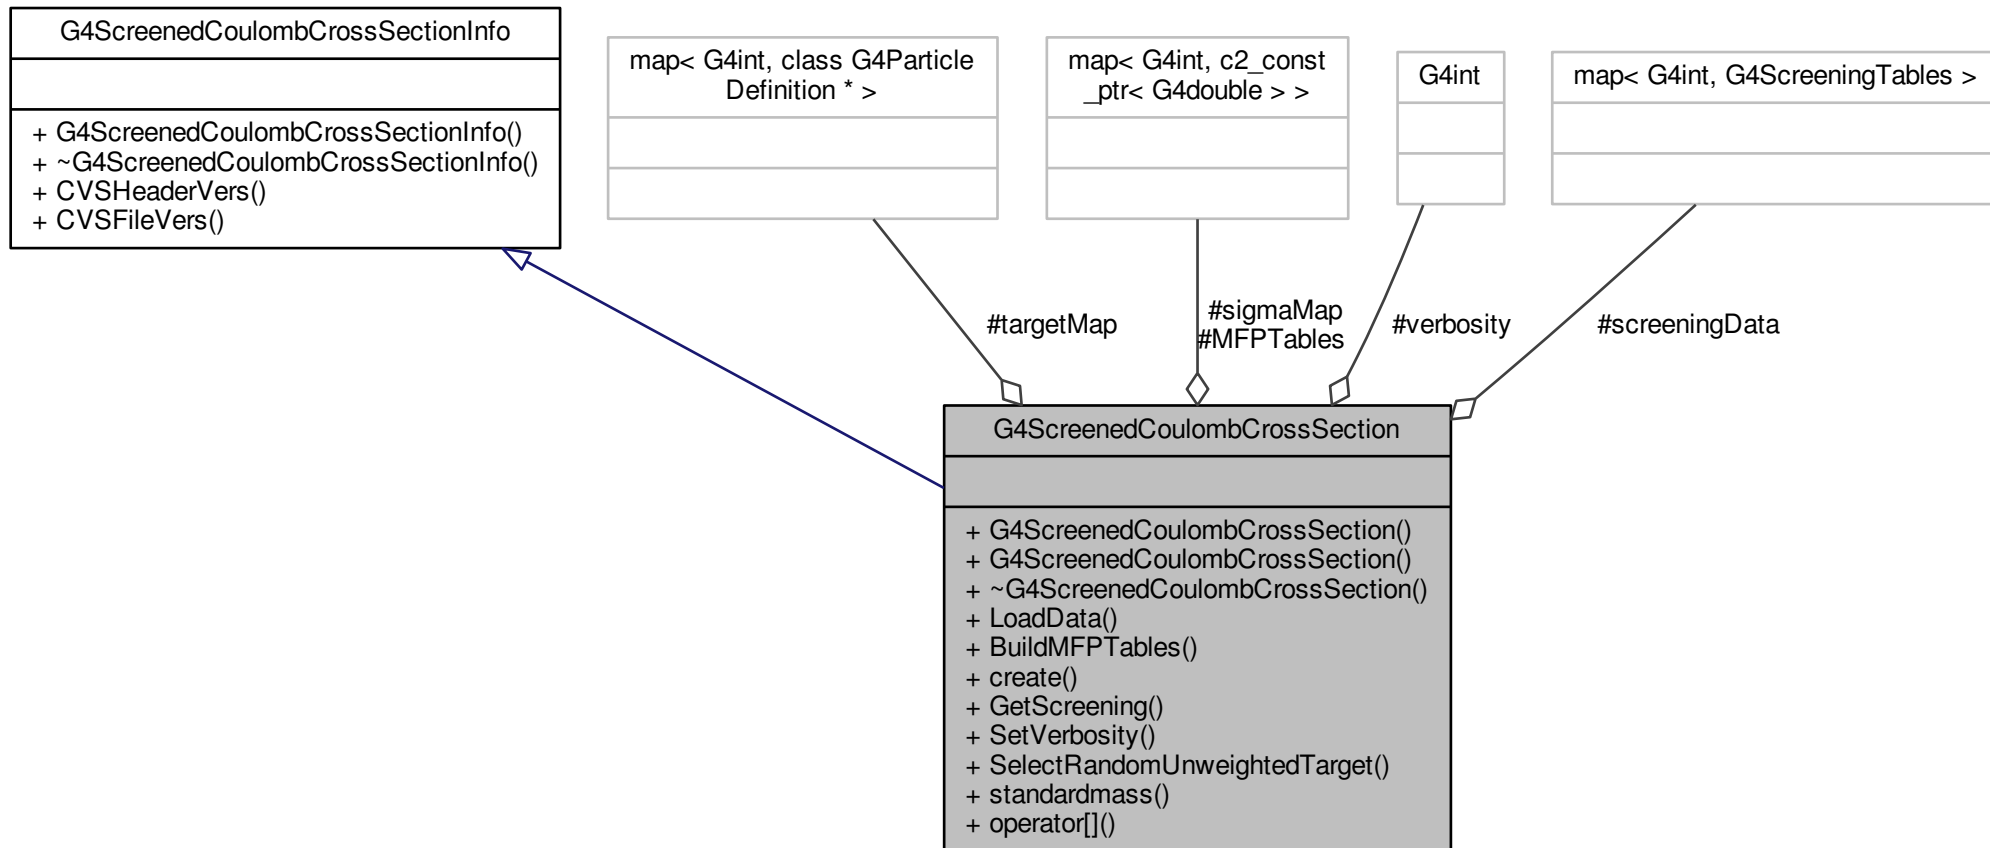 G4ScreenedCoulombCrossSectionInfo
+ G4ScreenedCoulombCrossSectionInfo()
+ ~G4ScreenedCoulombCrossSectionInfo()
+ CVSHeaderVers()
+ CVSFileVers()
map< G4int, class G4Particle
Definition * >
map< G4int, c2_const
_ptr< G4double > >
G4int
map< G4int, G4ScreeningTables >
#targetMap
#sigmaMap
#MFPTables
#verbosity
#screeningData
G4ScreenedCoulombCrossSection
+ G4ScreenedCoulombCrossSection()
+ G4ScreenedCoulombCrossSection()
+ ~G4ScreenedCoulombCrossSection()
+ LoadData()
+ BuildMFPTables()
+ create()
+ GetScreening()
+ SetVerbosity()
+ SelectRandomUnweightedTarget()
+ standardmass()
+ operator[]()